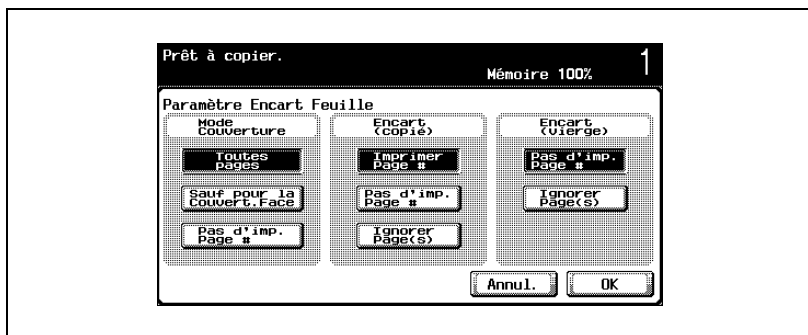 Prêt à copier.
Mémoire 100%
1
Paramètre Encart Feuille
Mode
Couverture
Toutes
pages
Sauf pour la
Couvert.Face
Pas d'imp.
Page #
Encart
(copié)
Imprimer
Page #
Pas d'imp.
Page #
Ignorer
Page(s)
Encart
(vierge)
Pas d'imp.
Page #
Ignorer
Page(s)
Annul.
OK